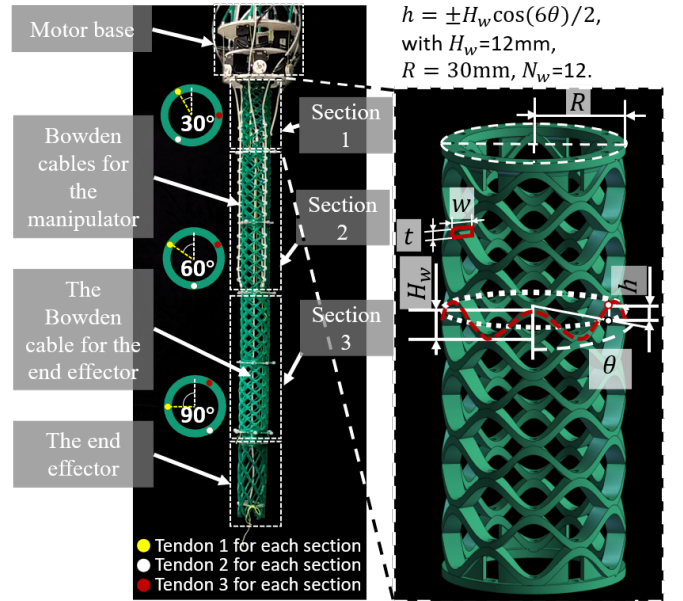 Motor base
30°
Section
1
Bowden
cables for
the
manipulator
Section
2
60°
The
Bowden
cable for the
end effector
Section
3
90°
The end
effector
Tendon 1 for each section
Tendon 2 for each section
Tendon 3 for each section
h = ±H_w cos(6θ)/2,
with H_w=12mm,
R = 30mm, N_w=12.
R
w
t
H_w
h
θ